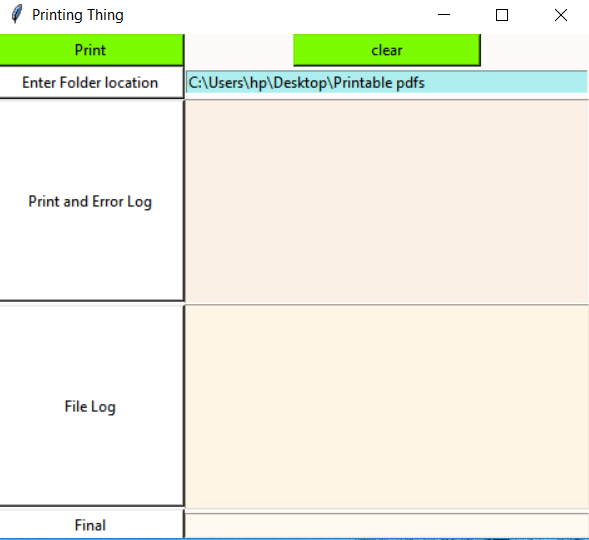 Printing Thing
Print clear
Enter Folder location C:\Users\hp\Desktop\Printable pdfs
Print and Error Log
File Log
Final